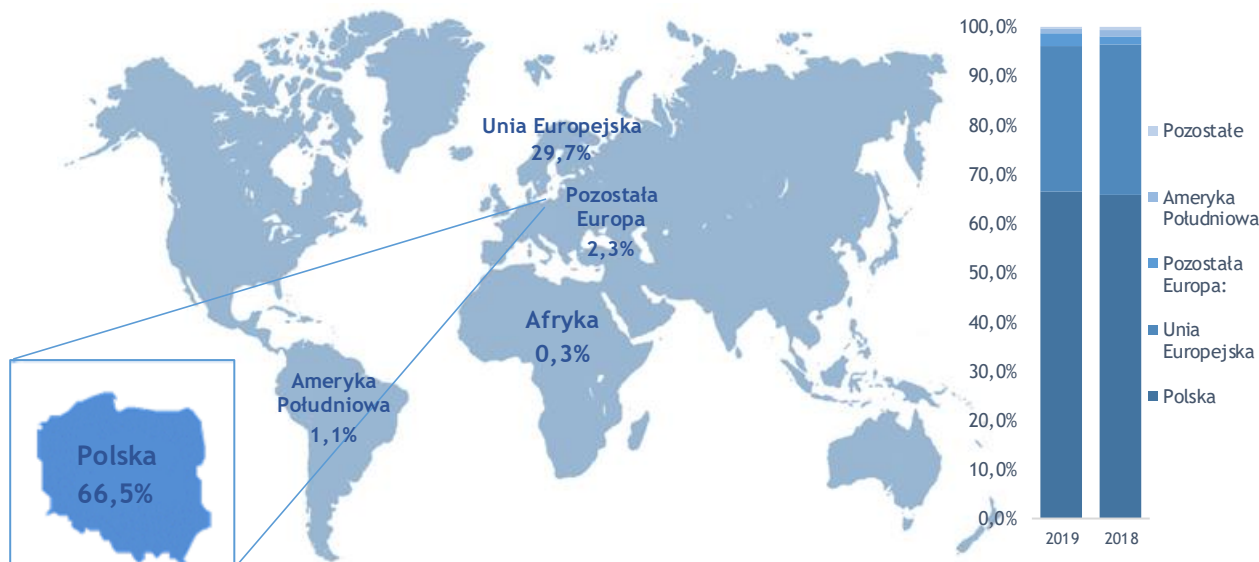 Unia Europejska
29,7%
Pozostała
Europa
2,3%
Afryka
0,3%
Ameryka
Południowa
1,1%
Polska
66,5%
100,0%
90,0%
80,0%
70,0%
60,0%
50,0%
40,0%
30,0%
20,0%
10,0%
0,0%
2019
2018
Pozostałe
Ameryka
Południowa
Pozostała
Europa:
Unia
Europejska
Polska